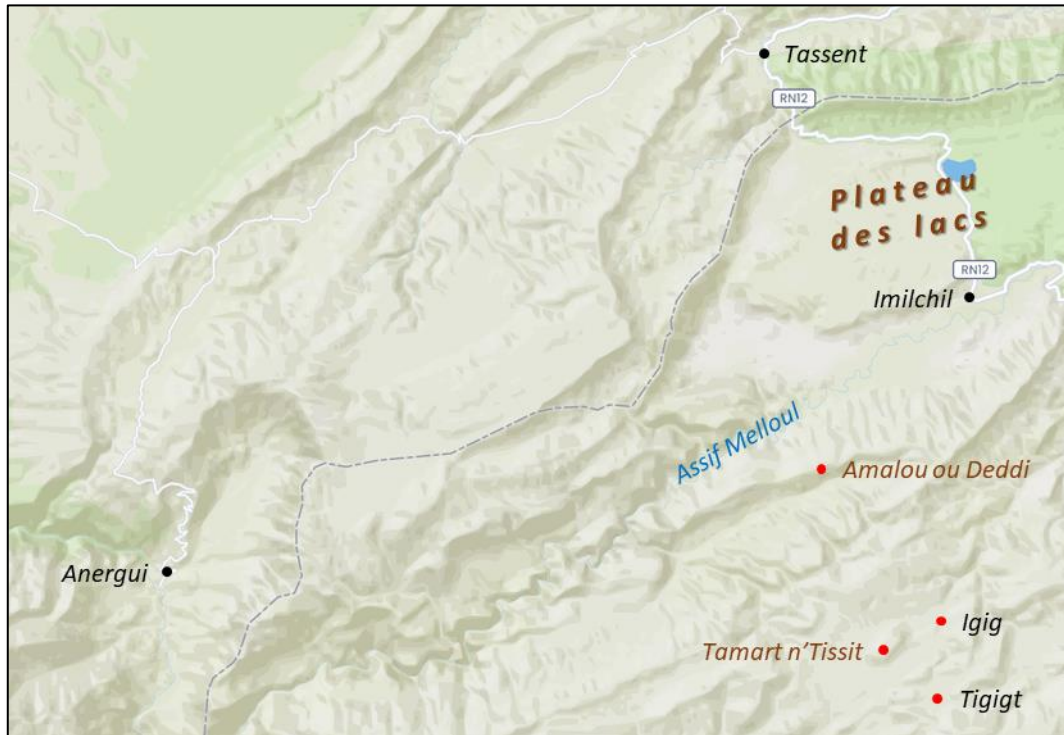 Tassent
RN12
Plateau
des lacs
RN12
Imilchil
Assif Melloul
Amalou ou Deddi
Anergui
Igig
Tamart n'Tissit
Tigigt